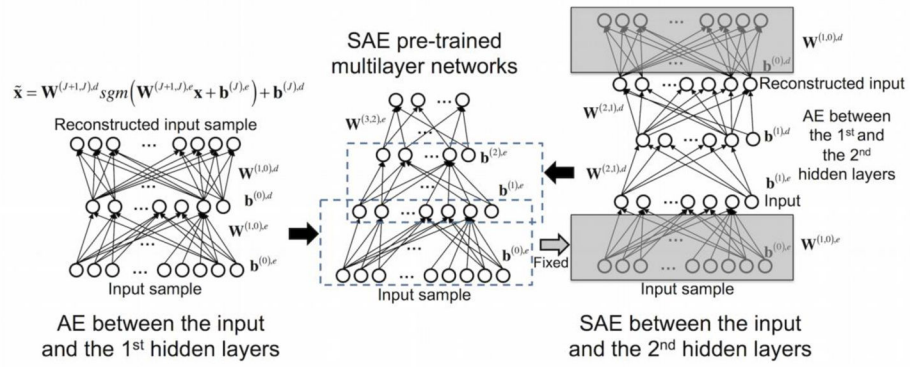 x̃ = W^(J+1,J),d sgm(W^(J+1,J),e x + b^(J),e) + b^(J),d
Reconstructed input sample
...
W^(1,0),d
...
b^(0),d
...
W^(1,0),e
...
b^(0),e
...
Input sample
AE between the input
and the 1st hidden layers
SAE pre-trained
multilayer networks
...
W^(3,2),e
...
...
b^(2),e
b^(1),e
...
...
...
b^(0),e
...
Input sample
Fixed
...
W^(1,0),d
...
b^(0),d
...
Reconstructed input
W^(2,1),d
...
b^(1),d
AE between
the 1st and
the 2nd
hidden layers
W^(2,1),d
b^(1),e
...
Input
...
b^(0),e
W^(1,0),e
...
Input sample
SAE between the input
and the 2nd hidden layers